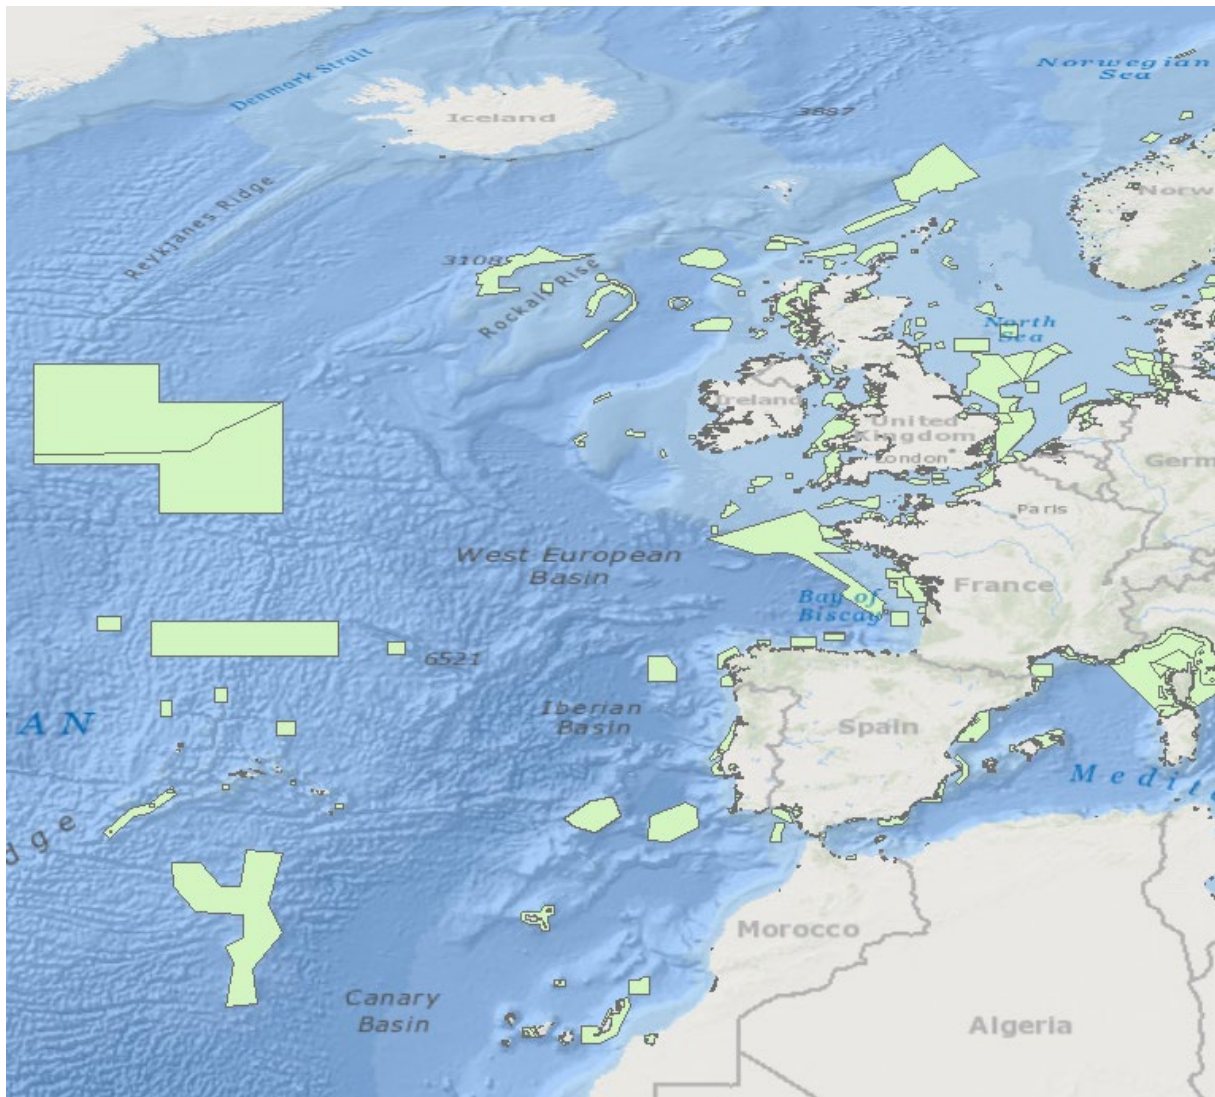 Norwegian
Sea
Denmark Strait
3887
Iceland
Norw
Reykjanes Ridge
3108
Rockall Rise
North
Sea
Ireland
United
Kingdom
London
Germ
Paris
West European
Basin
France
Bay of
Biscay
6521
Iberian
Basin
AN
Spain
Medit
dge
Morocco
Canary
Basin
Algeria